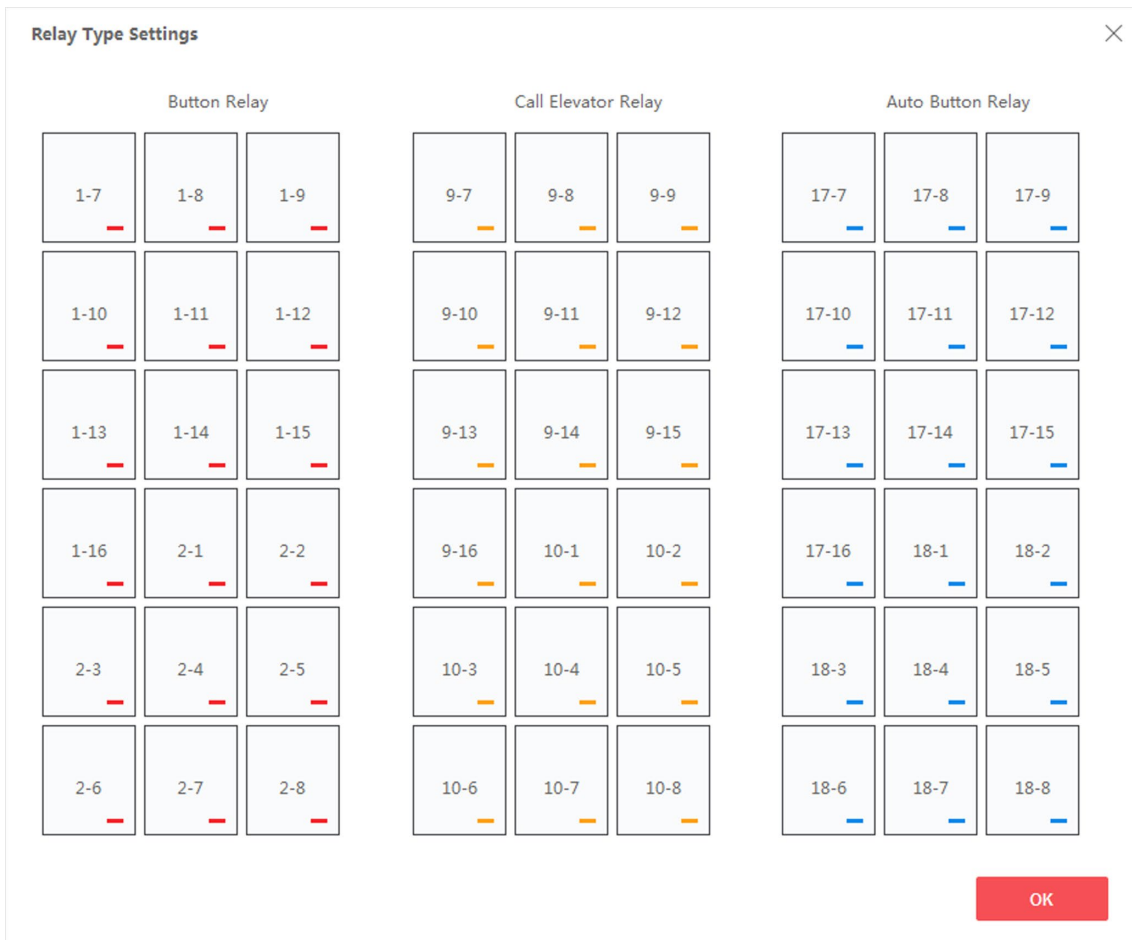 Relay Type Settings
Button Relay Call Elevator Relay Auto Button Relay
1-7 1-8 1-9 9-7 9-8 9-9 17-7 17-8 17-9
1-10 1-11 1-12 9-10 9-11 9-12 17-10 17-11 17-12
1-13 1-14 1-15 9-13 9-14 9-15 17-13 17-14 17-15
1-16 2-1 2-2 9-16 10-1 10-2 17-16 18-1 18-2
2-3 2-4 2-5 10-3 10-4 10-5 18-3 18-4 18-5
2-6 2-7 2-8 10-6 10-7 10-8 18-6 18-7 18-8
OK